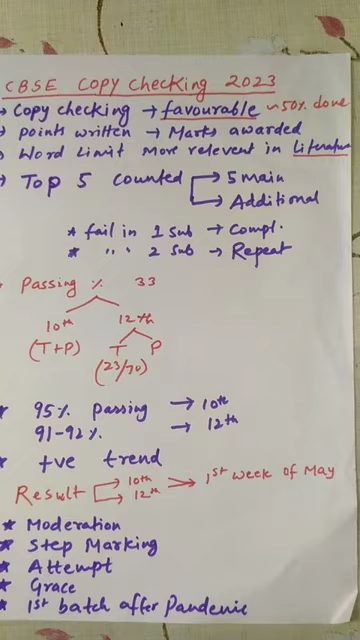 CBSE Copy Checking 2023
→ Copy checking → favourable ~50% done
→ points written → Marks awarded
→ Word Limit More relevent in Literature
→ Top 5 counted → 5 main
→ Additional
* fail in 1 Sub → Compl.
* " " 2 Sub → Repeat
Passing % 33
10th 12th
(T+P) T P
(23/70)
* 95% Passing → 10th
91-92% → 12th
* +ve trend
Result → 10th → 1st week of May
→ 12th
* Moderation
* Step Marking
* Attempt
* Grace
* 1st batch after Pandemic